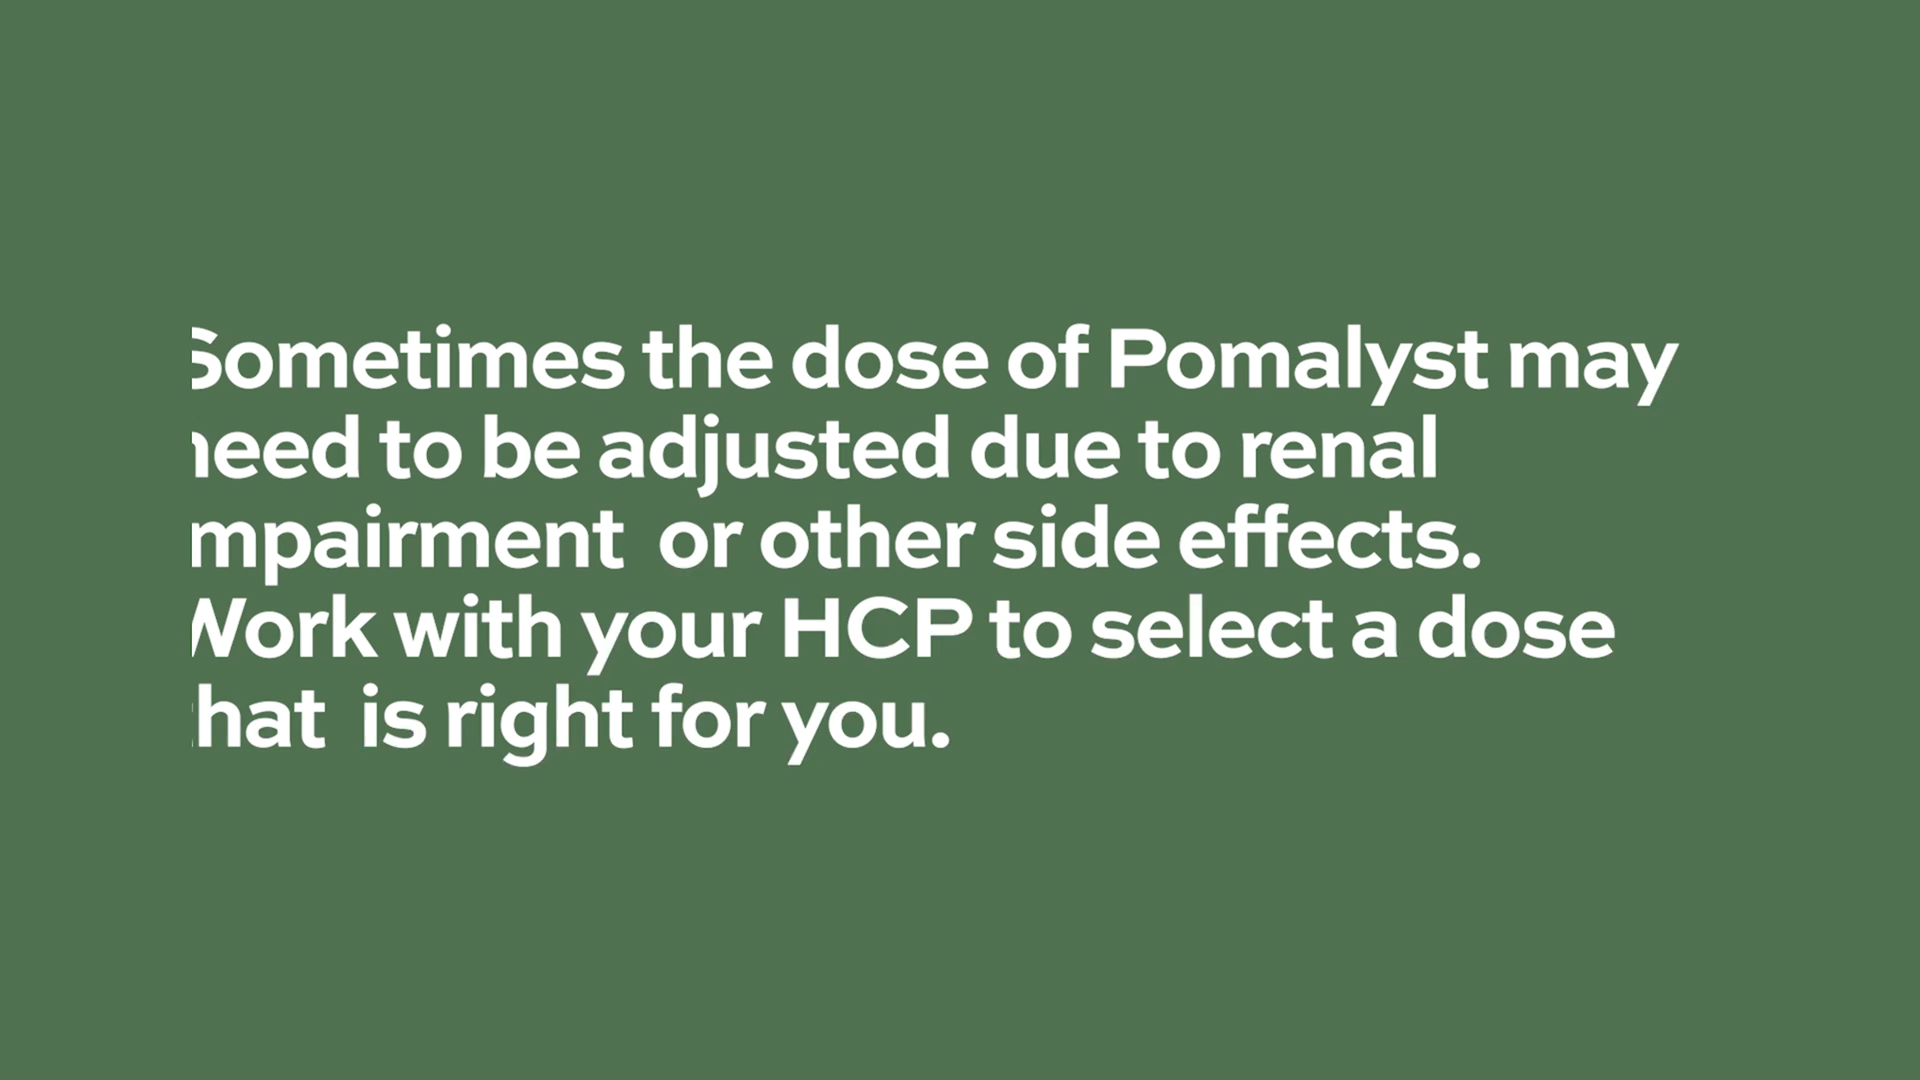 Sometimes the dose of Pomalyst may
need to be adjusted due to renal
impairment  or other side effects.
Work with your HCP to select a dose
that  is right for you.